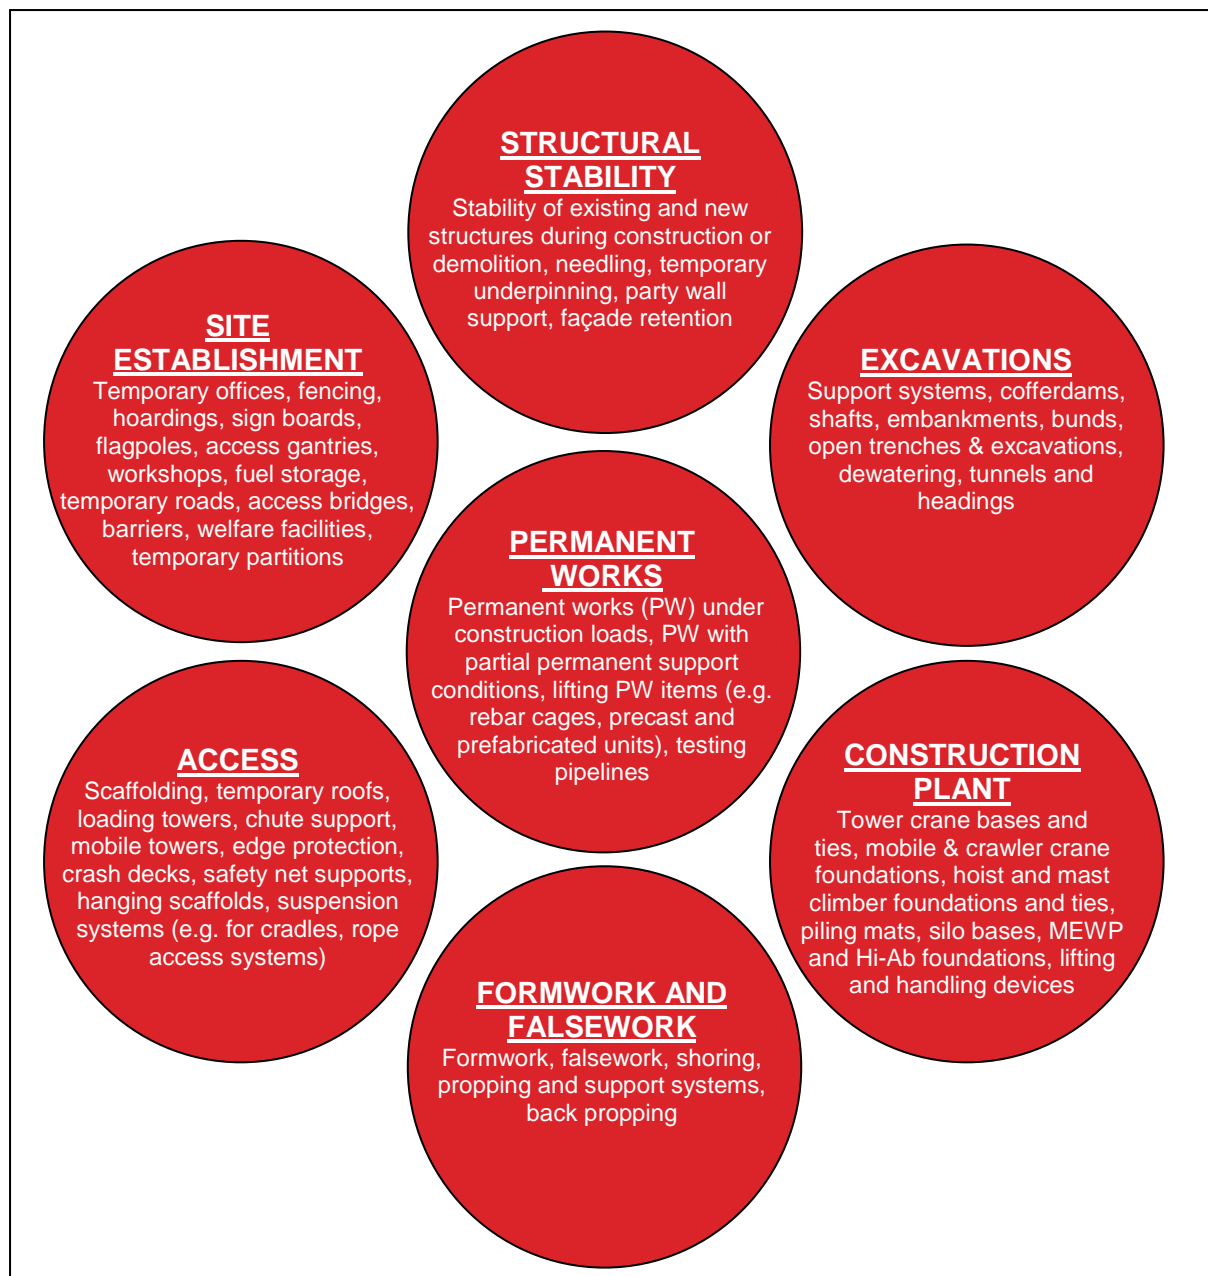 STRUCTURAL
STABILITY
Stability of existing and new
structures during construction or
demolition, needling, temporary
underpinning, party wall
support, façade retention
SITE
ESTABLISHMENT
Temporary offices, fencing,
hoardings, sign boards,
flagpoles, access gantries,
workshops, fuel storage,
temporary roads, access bridges,
barriers, welfare facilities,
temporary partitions
EXCAVATIONS
Support systems, cofferdams,
shafts, embankments, bunds,
open trenches & excavations,
dewatering, tunnels and
headings
PERMANENT
WORKS
Permanent works (PW) under
construction loads, PW with
partial permanent support
conditions, lifting PW items (e.g.
rebar cages, precast and
prefabricated units), testing
pipelines
ACCESS
Scaffolding, temporary roofs,
loading towers, chute support,
mobile towers, edge protection,
crash decks, safety net supports,
hanging scaffolds, suspension
systems (e.g. for cradles, rope
access systems)
CONSTRUCTION
PLANT
Tower crane bases and
ties, mobile & crawler crane
foundations, hoist and mast
climber foundations and ties,
piling mats, silo bases, MEWP
and Hi-Ab foundations, lifting
and handling devices
FORMWORK AND
FALSEWORK
Formwork, falsework, shoring,
propping and support systems,
back propping